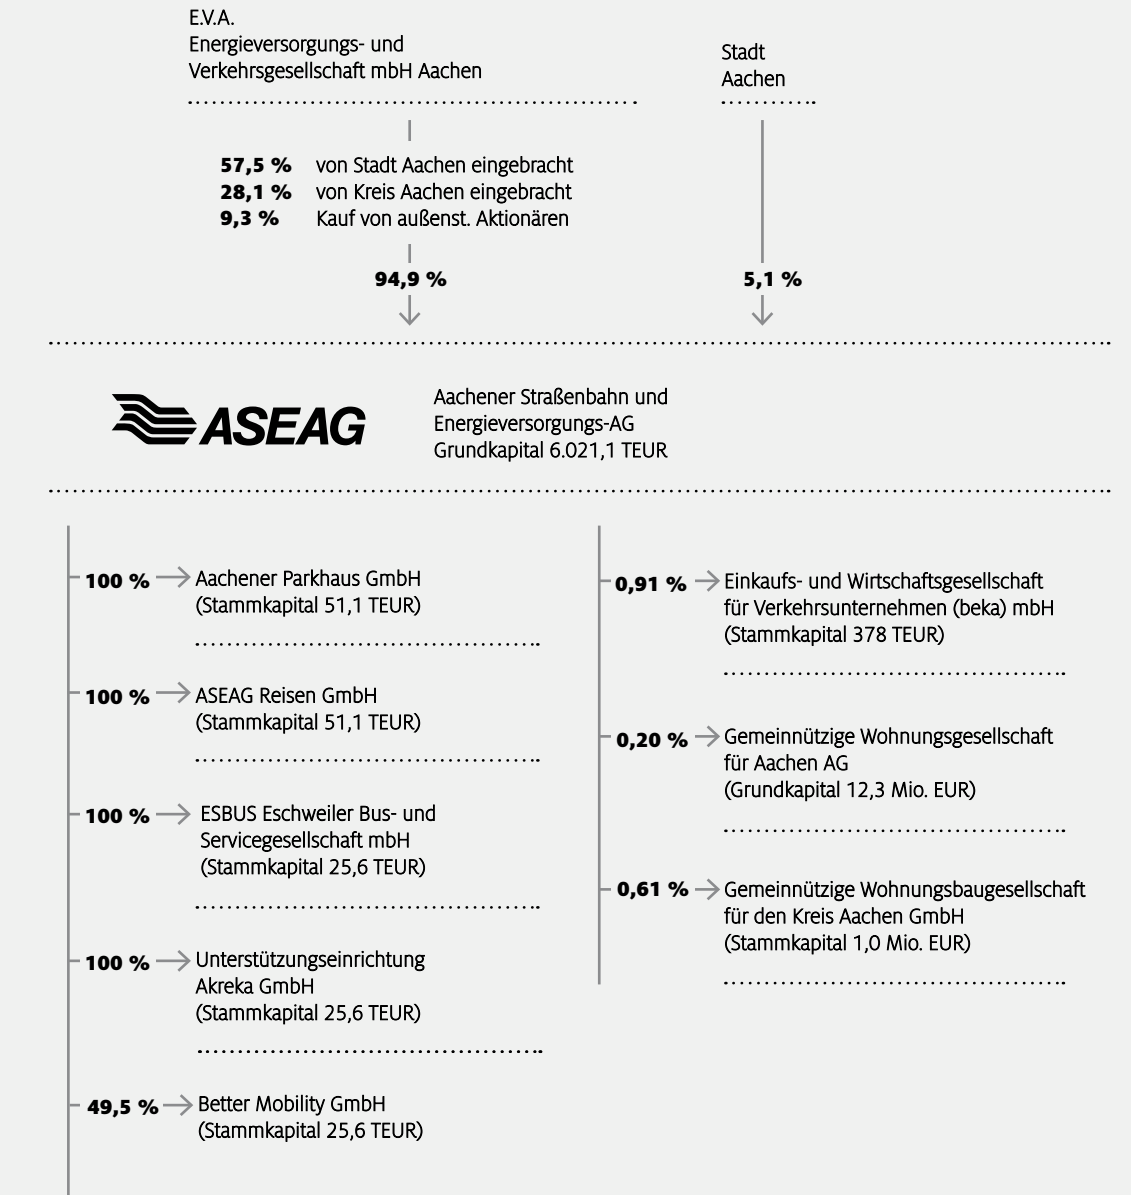 E.V.A.
Energieversorgungs- und
Verkehrsgesellschaft mbH Aachen
Stadt
Aachen
57,5 % von Stadt Aachen eingebracht
28,1 % von Kreis Aachen eingebracht
9,3 % Kauf von außenst. Aktionären
94,9 %
5,1 %
ASEAG
Aachener Straßenbahn und
Energieversorgungs-AG
Grundkapital 6.021,1 TEUR
100 % Aachener Parkhaus GmbH
(Stammkapital 51,1 TEUR)
100 % ASEAG Reisen GmbH
(Stammkapital 51,1 TEUR)
100 % ESBUS Eschweiler Bus- und
Servicegesellschaft mbH
(Stammkapital 25,6 TEUR)
100 % Unterstützungseinrichtung
Akreka GmbH
(Stammkapital 25,6 TEUR)
49,5 % Better Mobility GmbH
(Stammkapital 25,6 TEUR)
0,91 % Einkaufs- und Wirtschaftsgesellschaft
für Verkehrsunternehmen (beka) mbH
(Stammkapital 378 TEUR)
0,20 % Gemeinnützige Wohnungsgesellschaft
für Aachen AG
(Grundkapital 12,3 Mio. EUR)
0,61 % Gemeinnützige Wohnungsbaugesellschaft
für den Kreis Aachen GmbH
(Stammkapital 1,0 Mio. EUR)